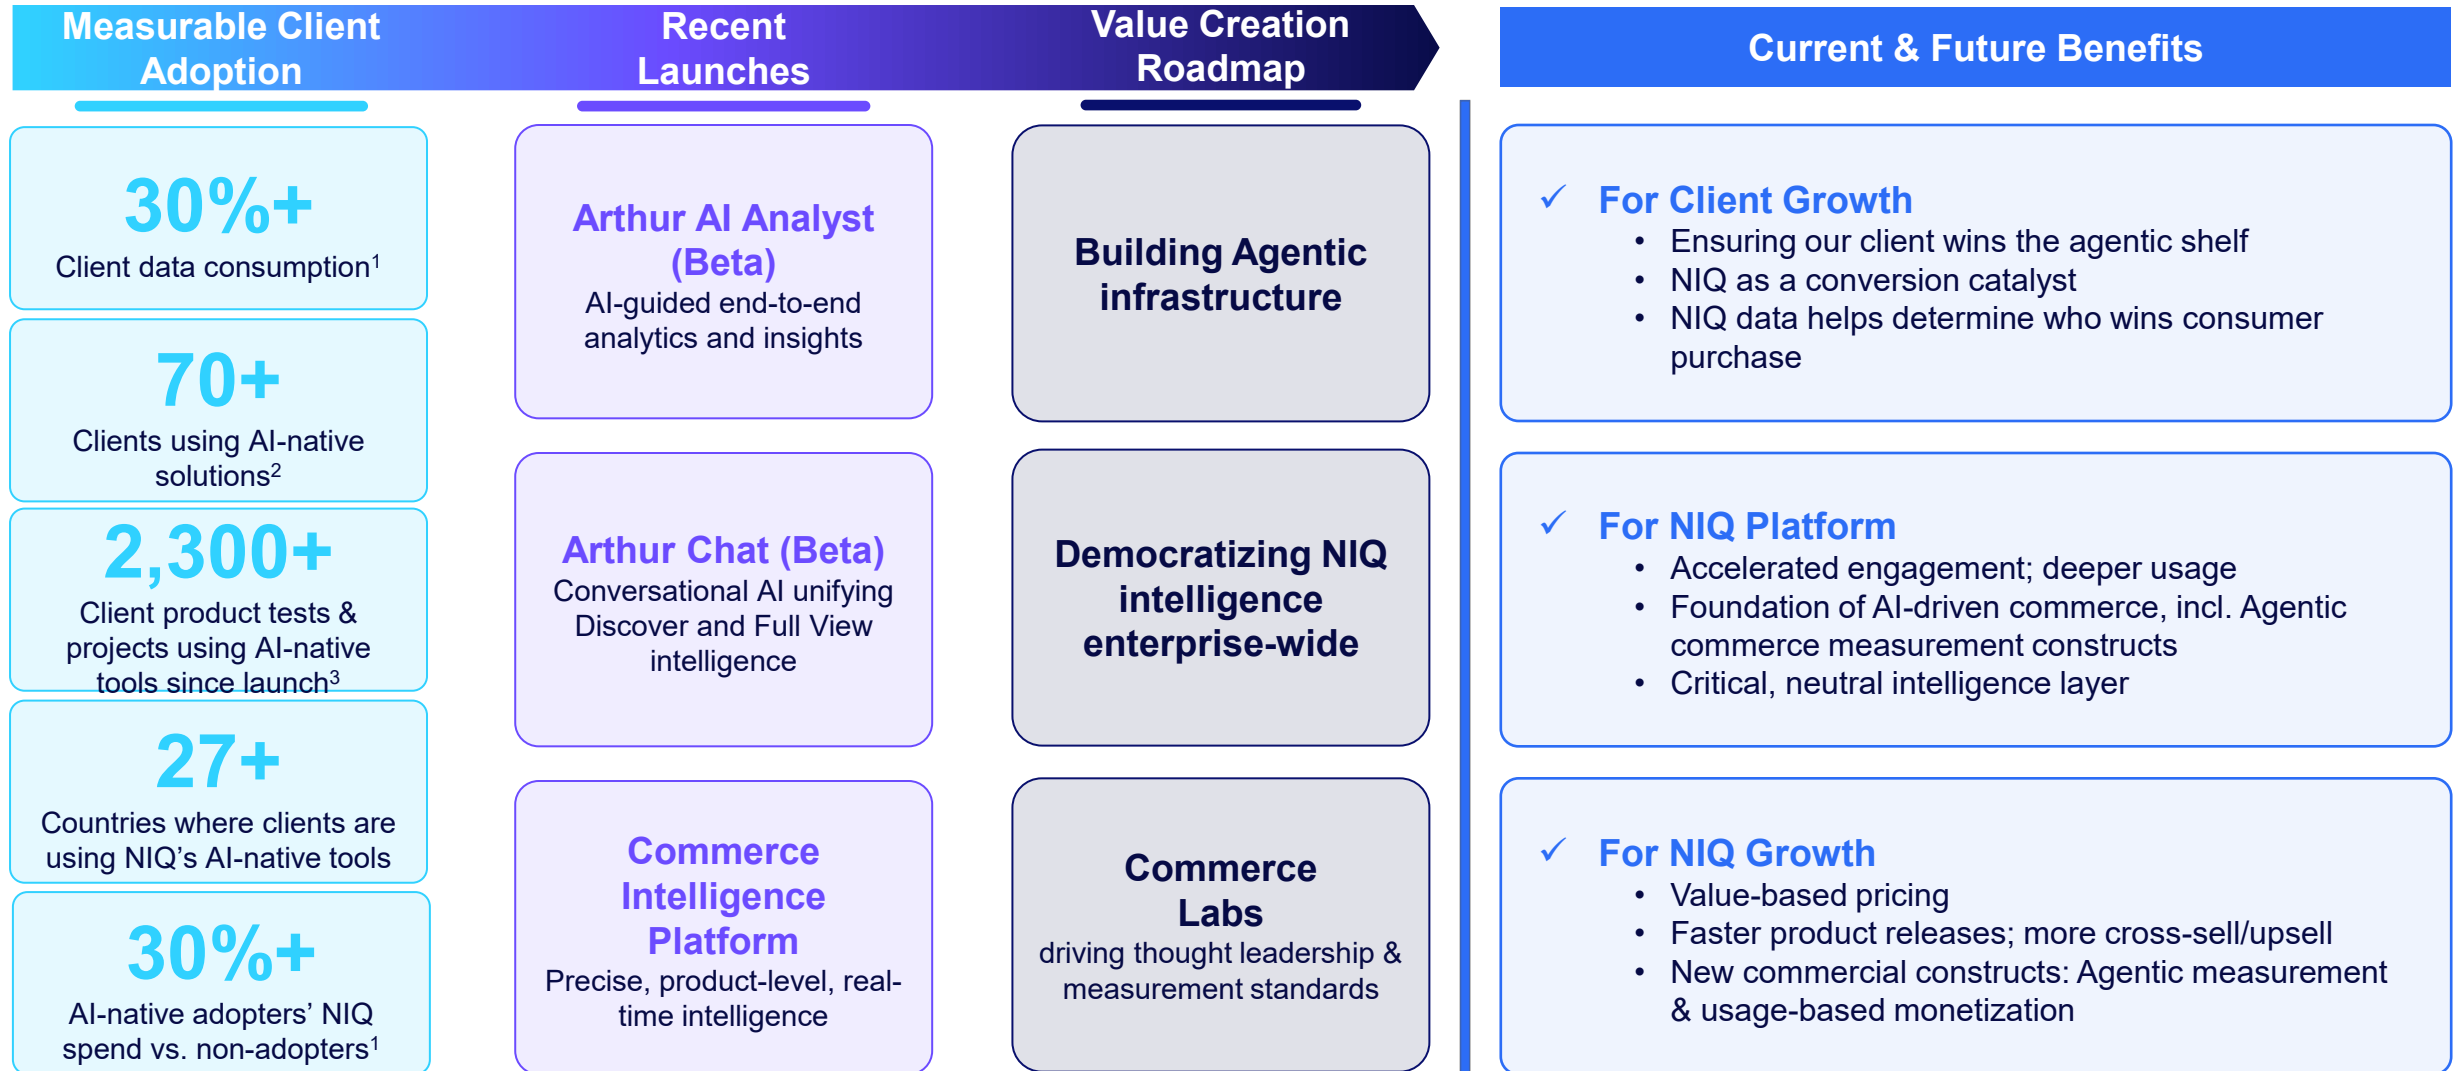 Measurable Client
Adoption
30%+
Client data consumption¹
70+
Clients using AI-native
solutions²
2,300+
Client product tests &
projects using AI-native
tools since launch³
27+
Countries where clients are
using NIQ’s AI-native tools
30%+
AI-native adopters’ NIQ
spend vs. non-adopters¹
Recent
Launches
Arthur AI Analyst
(Beta)
AI-guided end-to-end
analytics and insights
Arthur Chat (Beta)
Conversational AI unifying
Discover and Full View
intelligence
Commerce
Intelligence
Platform
Precise, product-level, real-
time intelligence
Value Creation
Roadmap
Building Agentic
infrastructure
Democratizing NIQ
intelligence
enterprise-wide
Commerce
Labs
driving thought leadership &
measurement standards
Current & Future Benefits
✓ For Client Growth
• Ensuring our client wins the agentic shelf
• NIQ as a conversion catalyst
• NIQ data helps determine who wins consumer
purchase
✓ For NIQ Platform
• Accelerated engagement; deeper usage
• Foundation of AI-driven commerce, incl. Agentic
commerce measurement constructs
• Critical, neutral intelligence layer
✓ For NIQ Growth
• Value-based pricing
• Faster product releases; more cross-sell/upsell
• New commercial constructs: Agentic measurement
& usage-based monetization